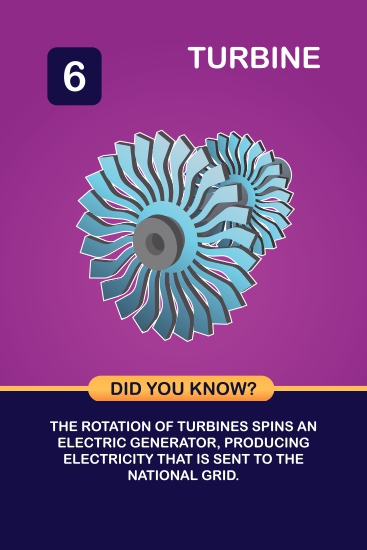 6
TURBINE
DID YOU KNOW?
THE ROTATION OF TURBINES SPINS AN
ELECTRIC GENERATOR, PRODUCING
ELECTRICITY THAT IS SENT TO THE
NATIONAL GRID.